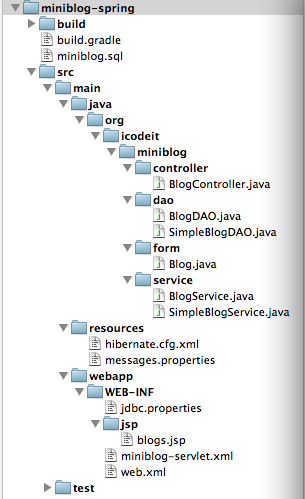 miniblog-spring
build
build.gradle
miniblog.sql
src
main
java
org
icodeit
miniblog
controller
BlogController.java
dao
BlogDAO.java
SimpleBlogDAO.java
form
Blog.java
service
BlogService.java
SimpleBlogService.java
resources
hibernate.cfg.xml
messages.properties
webapp
WEB-INF
jdbc.properties
jsp
blogs.jsp
miniblog-servlet.xml
web.xml
test